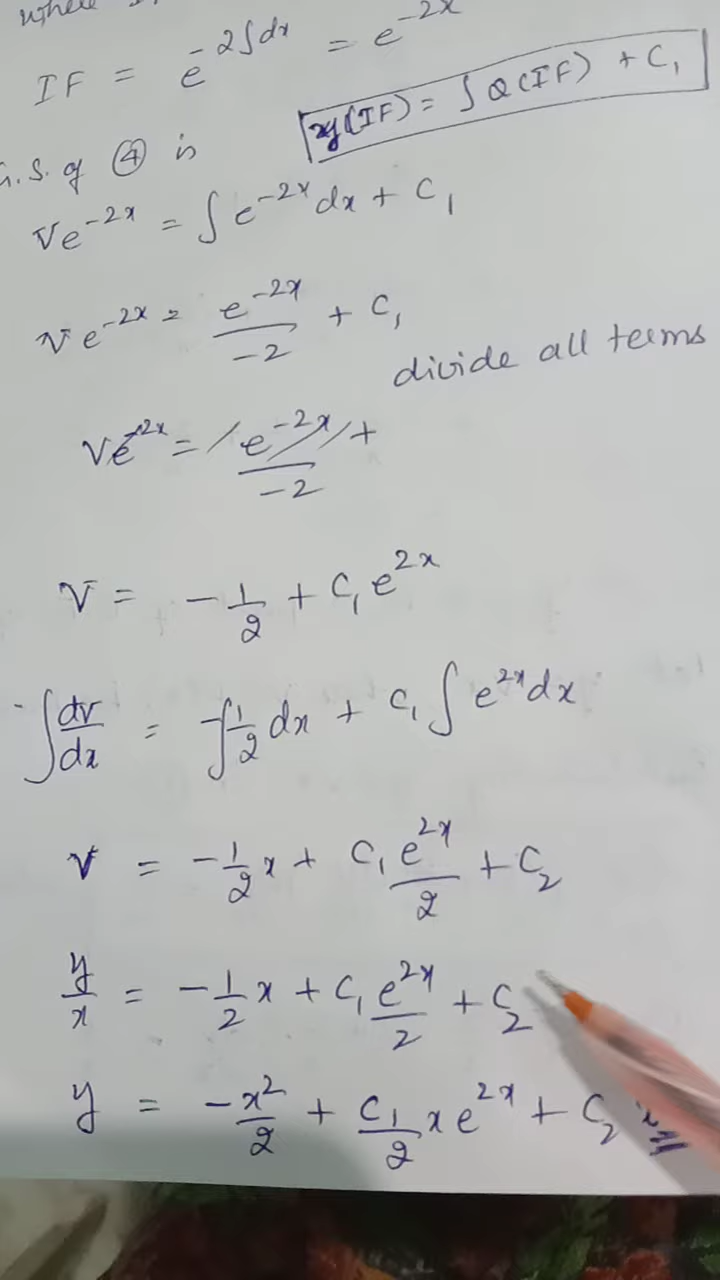 where
IF = e^{-2∫dx} = e^{-2x}
y(IF) = ∫Q(IF) + C₁
G.S. of ④ is
Ve^{-2x} = ∫e^{-2x} dx + C₁
Ve^{-2x} = e^{-2x}/-2 + C₁
divide all terms
Ve^{-2x} = e^{-2x}/-2 +
V = -1/2 + C₁e^{2x}
∫dv/dx = -∫1/2 dx + C₁∫e^{2x}dx
v = -1/2 x + C₁ e^{2x}/2 + C₂
y/x = -1/2 x + C₁ e^{2x}/2 + C₂
y = -x²/2 + C₁/2 x e^{2x} + C₂ x